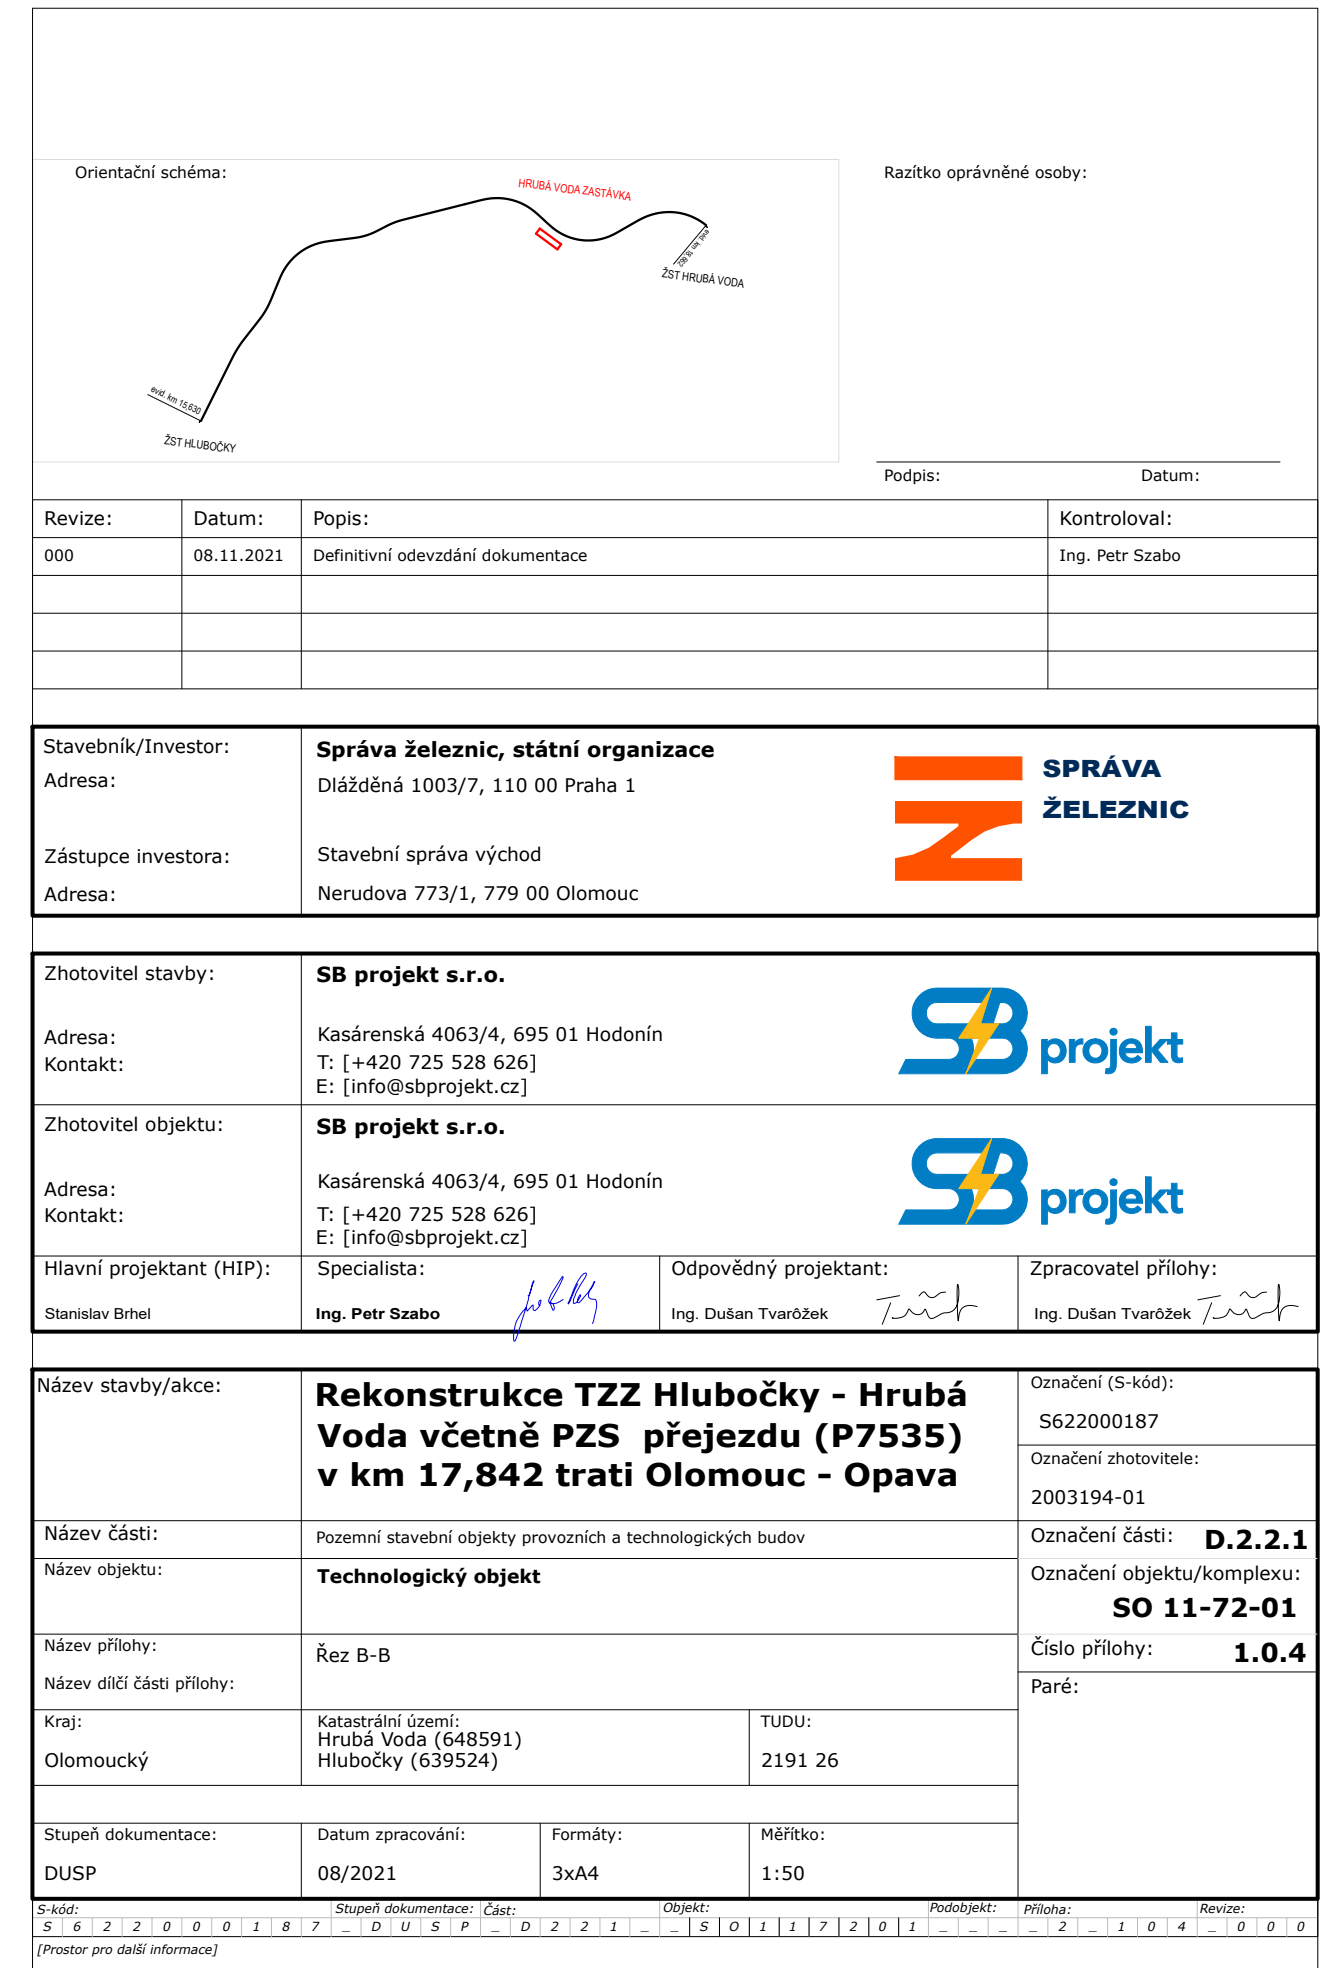 Orientační schéma:
Razítko oprávněné osoby:
HRUBÁ VODA ZASTÁVKA
ŽST HRUBÁ VODA
evid. km 15,630
ŽST HLUBOČKY
Podpis: Datum:
Revize: Datum: Popis: Kontroloval:
000 08.11.2021 Definitivní odevzdání dokumentace Ing. Petr Szabo
Stavebník/Investor: Správa železnic, státní organizace
Adresa: Dlážděná 1003/7, 110 00 Praha 1
SPRÁVA
ŽELEZNIC
Zástupce investora: Stavební správa východ
Adresa: Nerudova 773/1, 779 00 Olomouc
Zhotovitel stavby: SB projekt s.r.o.
Adresa: Kasárenská 4063/4, 695 01 Hodonín
Kontakt: T: [+420 725 528 626]
E: [info@sbprojekt.cz]
SB projekt
Zhotovitel objektu: SB projekt s.r.o.
Adresa: Kasárenská 4063/4, 695 01 Hodonín
Kontakt: T: [+420 725 528 626]
E: [info@sbprojekt.cz]
SB projekt
Hlavní projektant (HIP): Specialista: Odpovědný projektant: Zpracovatel přílohy:
Stanislav Brhel Ing. Petr Szabo Ing. Dušan Tvarôžek Ing. Dušan Tvarôžek
Název stavby/akce:
Rekonstrukce TZZ Hlubočky - Hrubá
Voda včetně PZS přejezdu (P7535)
v km 17,842 trati Olomouc - Opava
Označení (S-kód):
S622000187
Označení zhotovitele:
2003194-01
Název části: Pozemní stavební objekty provozních a technologických budov
Označení části: D.2.2.1
Název objektu: Technologický objekt
Označení objektu/komplexu:
SO 11-72-01
Název přílohy: Řez B-B
Číslo přílohy: 1.0.4
Název dílčí části přílohy:
Paré:
Kraj: Katastrální území: TUDU:
Hrubá Voda (648591)
Olomoucký Hlubočky (639524) 2191 26
Stupeň dokumentace: Datum zpracování: Formáty: Měřítko:
DUSP 08/2021 3xA4 1:50
S-kód: Stupeň dokumentace: Část: Objekt: Podobjekt: Příloha: Revize:
S 6 2 2 0 0 0 1 8 7 _ D U S P _ D 2 2 1 _ _ S O 1 1 7 2 0 1 _ _ _ _ 2 _ 1 0 4 _ 0 0 0
[Prostor pro další informace]